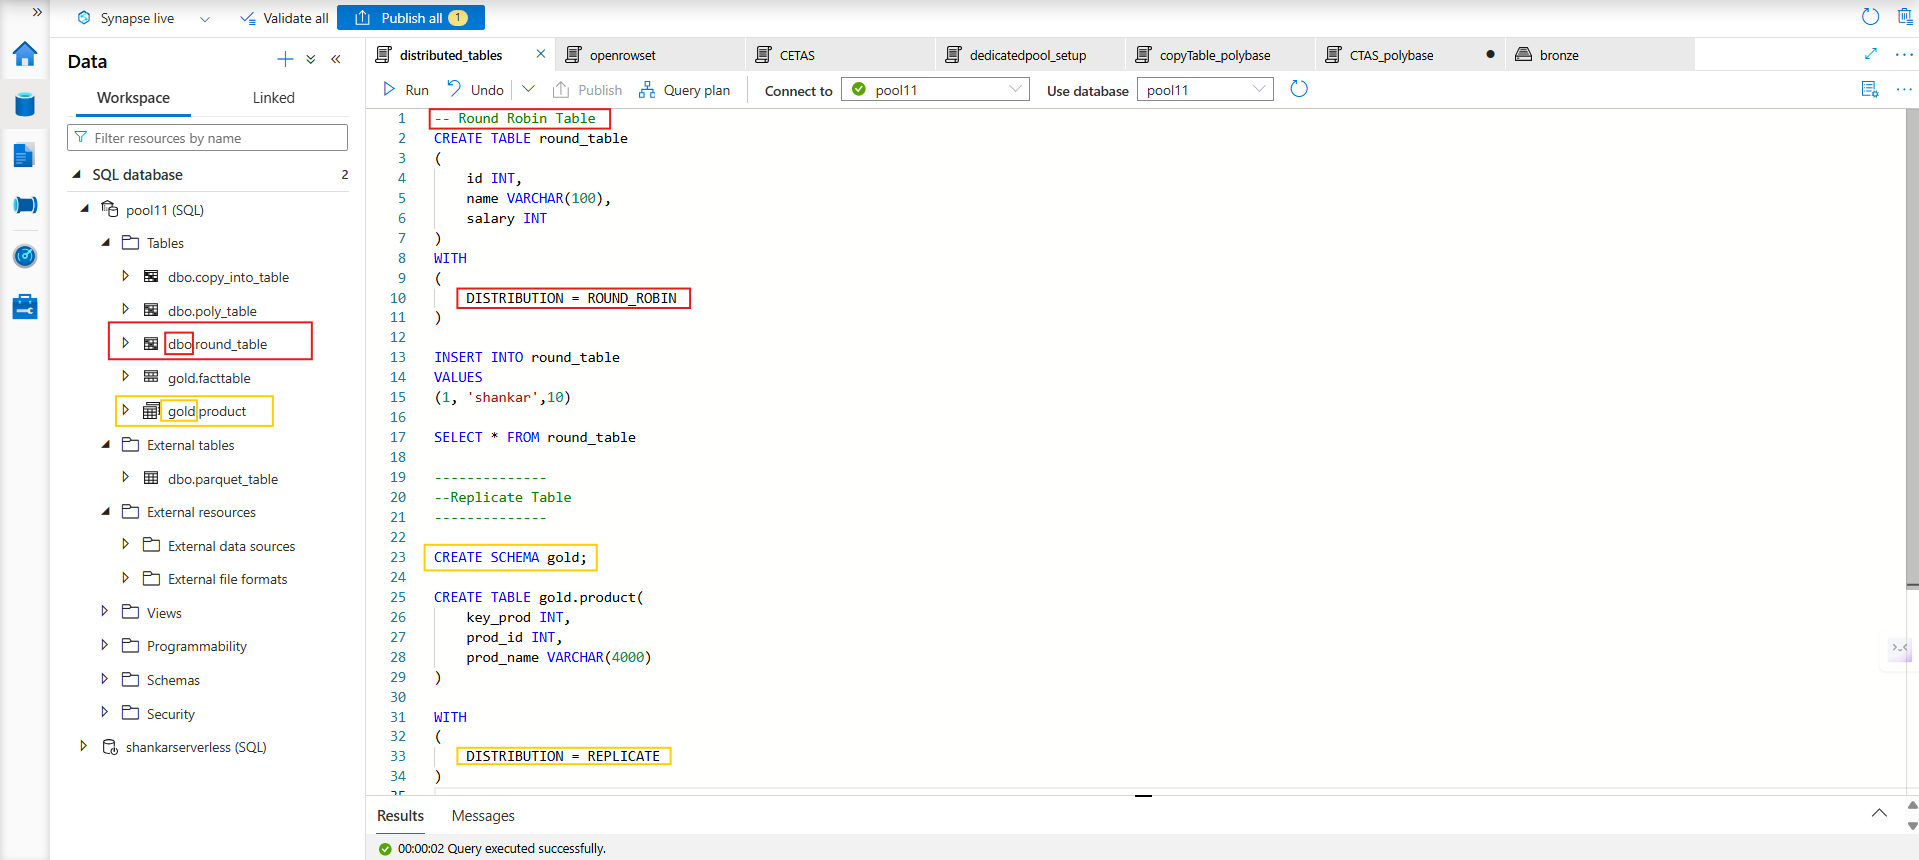 Synapse live
Validate all
Publish all 1
Data
Workspace
Linked
Filter resources by name
SQL database 2
pool11 (SQL)
Tables
dbo.copy_into_table
dbo.poly_table
dbo.round_table
gold.facttable
gold.product
External tables
dbo.parquet_table
External resources
External data sources
External file formats
Views
Programmability
Schemas
Security
shankarserverless (SQL)
distributed_tables
openrowset
CETAS
dedicatedpool_setup
copyTable_polybase
CTAS_polybase
bronze
Run
Undo
Publish
Query plan
Connect to
pool11
Use database
pool11
1 -- Round Robin Table
2 CREATE TABLE round_table
3 (
4 id INT,
5 name VARCHAR(100),
6 salary INT
7 )
8 WITH
9 (
10 DISTRIBUTION = ROUND_ROBIN
11 )
12
13 INSERT INTO round_table
14 VALUES
15 (1, 'shankar',10)
16
17 SELECT * FROM round_table
18
19 --------------
20 --Replicate Table
21 --------------
22
23 CREATE SCHEMA gold;
24
25 CREATE TABLE gold.product(
26 key_prod INT,
27 prod_id INT,
28 prod_name VARCHAR(4000)
29 )
30
31 WITH
32 (
33 DISTRIBUTION = REPLICATE
34 )
35
Results
Messages
00:00:02 Query executed successfully.